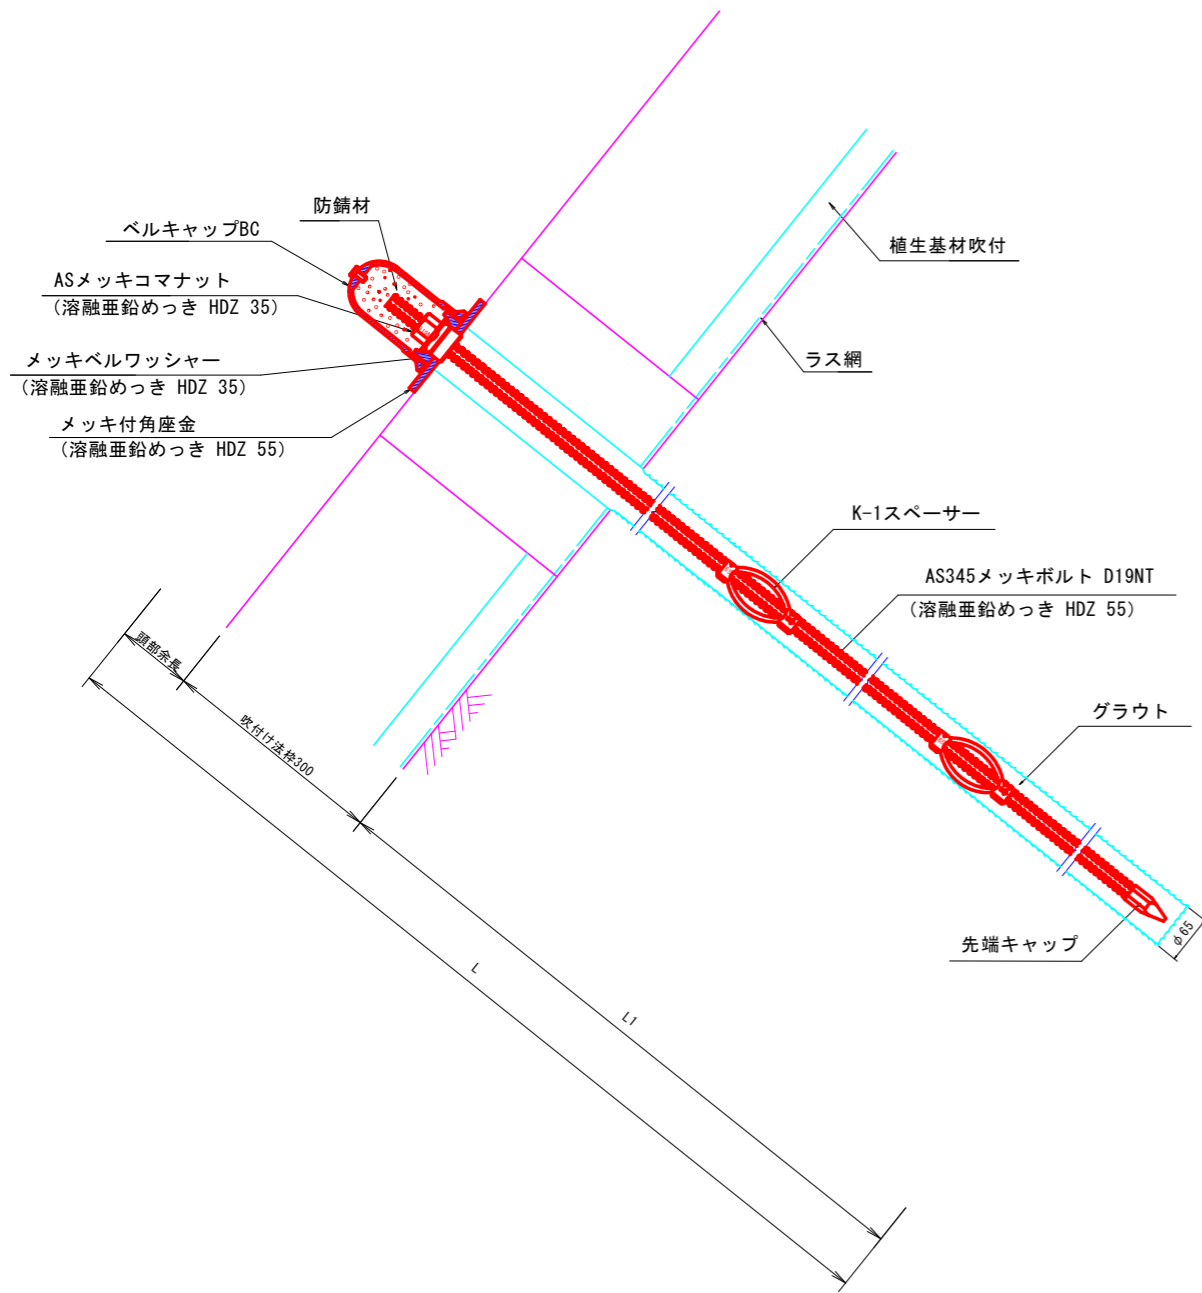 防錆材
ベルキャップBC
ASメッキコマナット
(溶融亜鉛めっき HDZ 35)
メッキベルワッシャー
(溶融亜鉛めっき HDZ 35)
メッキ付角座金
(溶融亜鉛めっき HDZ 55)
植生基材吹付
ラス網
K-1スペーサー
AS345メッキボルト D19NT
(溶融亜鉛めっき HDZ 55)
グラウト
先端キャップ
φ65
頭部余長
吹付け法枠300
L
L1